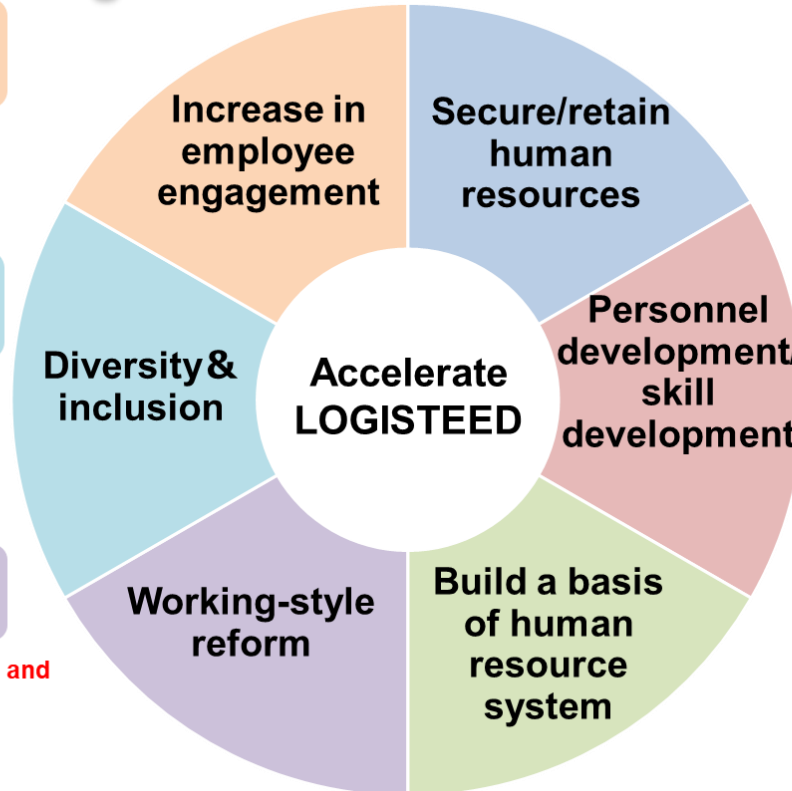 Increase in
employee
engagement
Secure/retain
human
resources
Personnel
development/
skill
development
Diversity&
inclusion
Accelerate
LOGISTEED
Working-style
reform
Build a basis
of human
resource
system
and